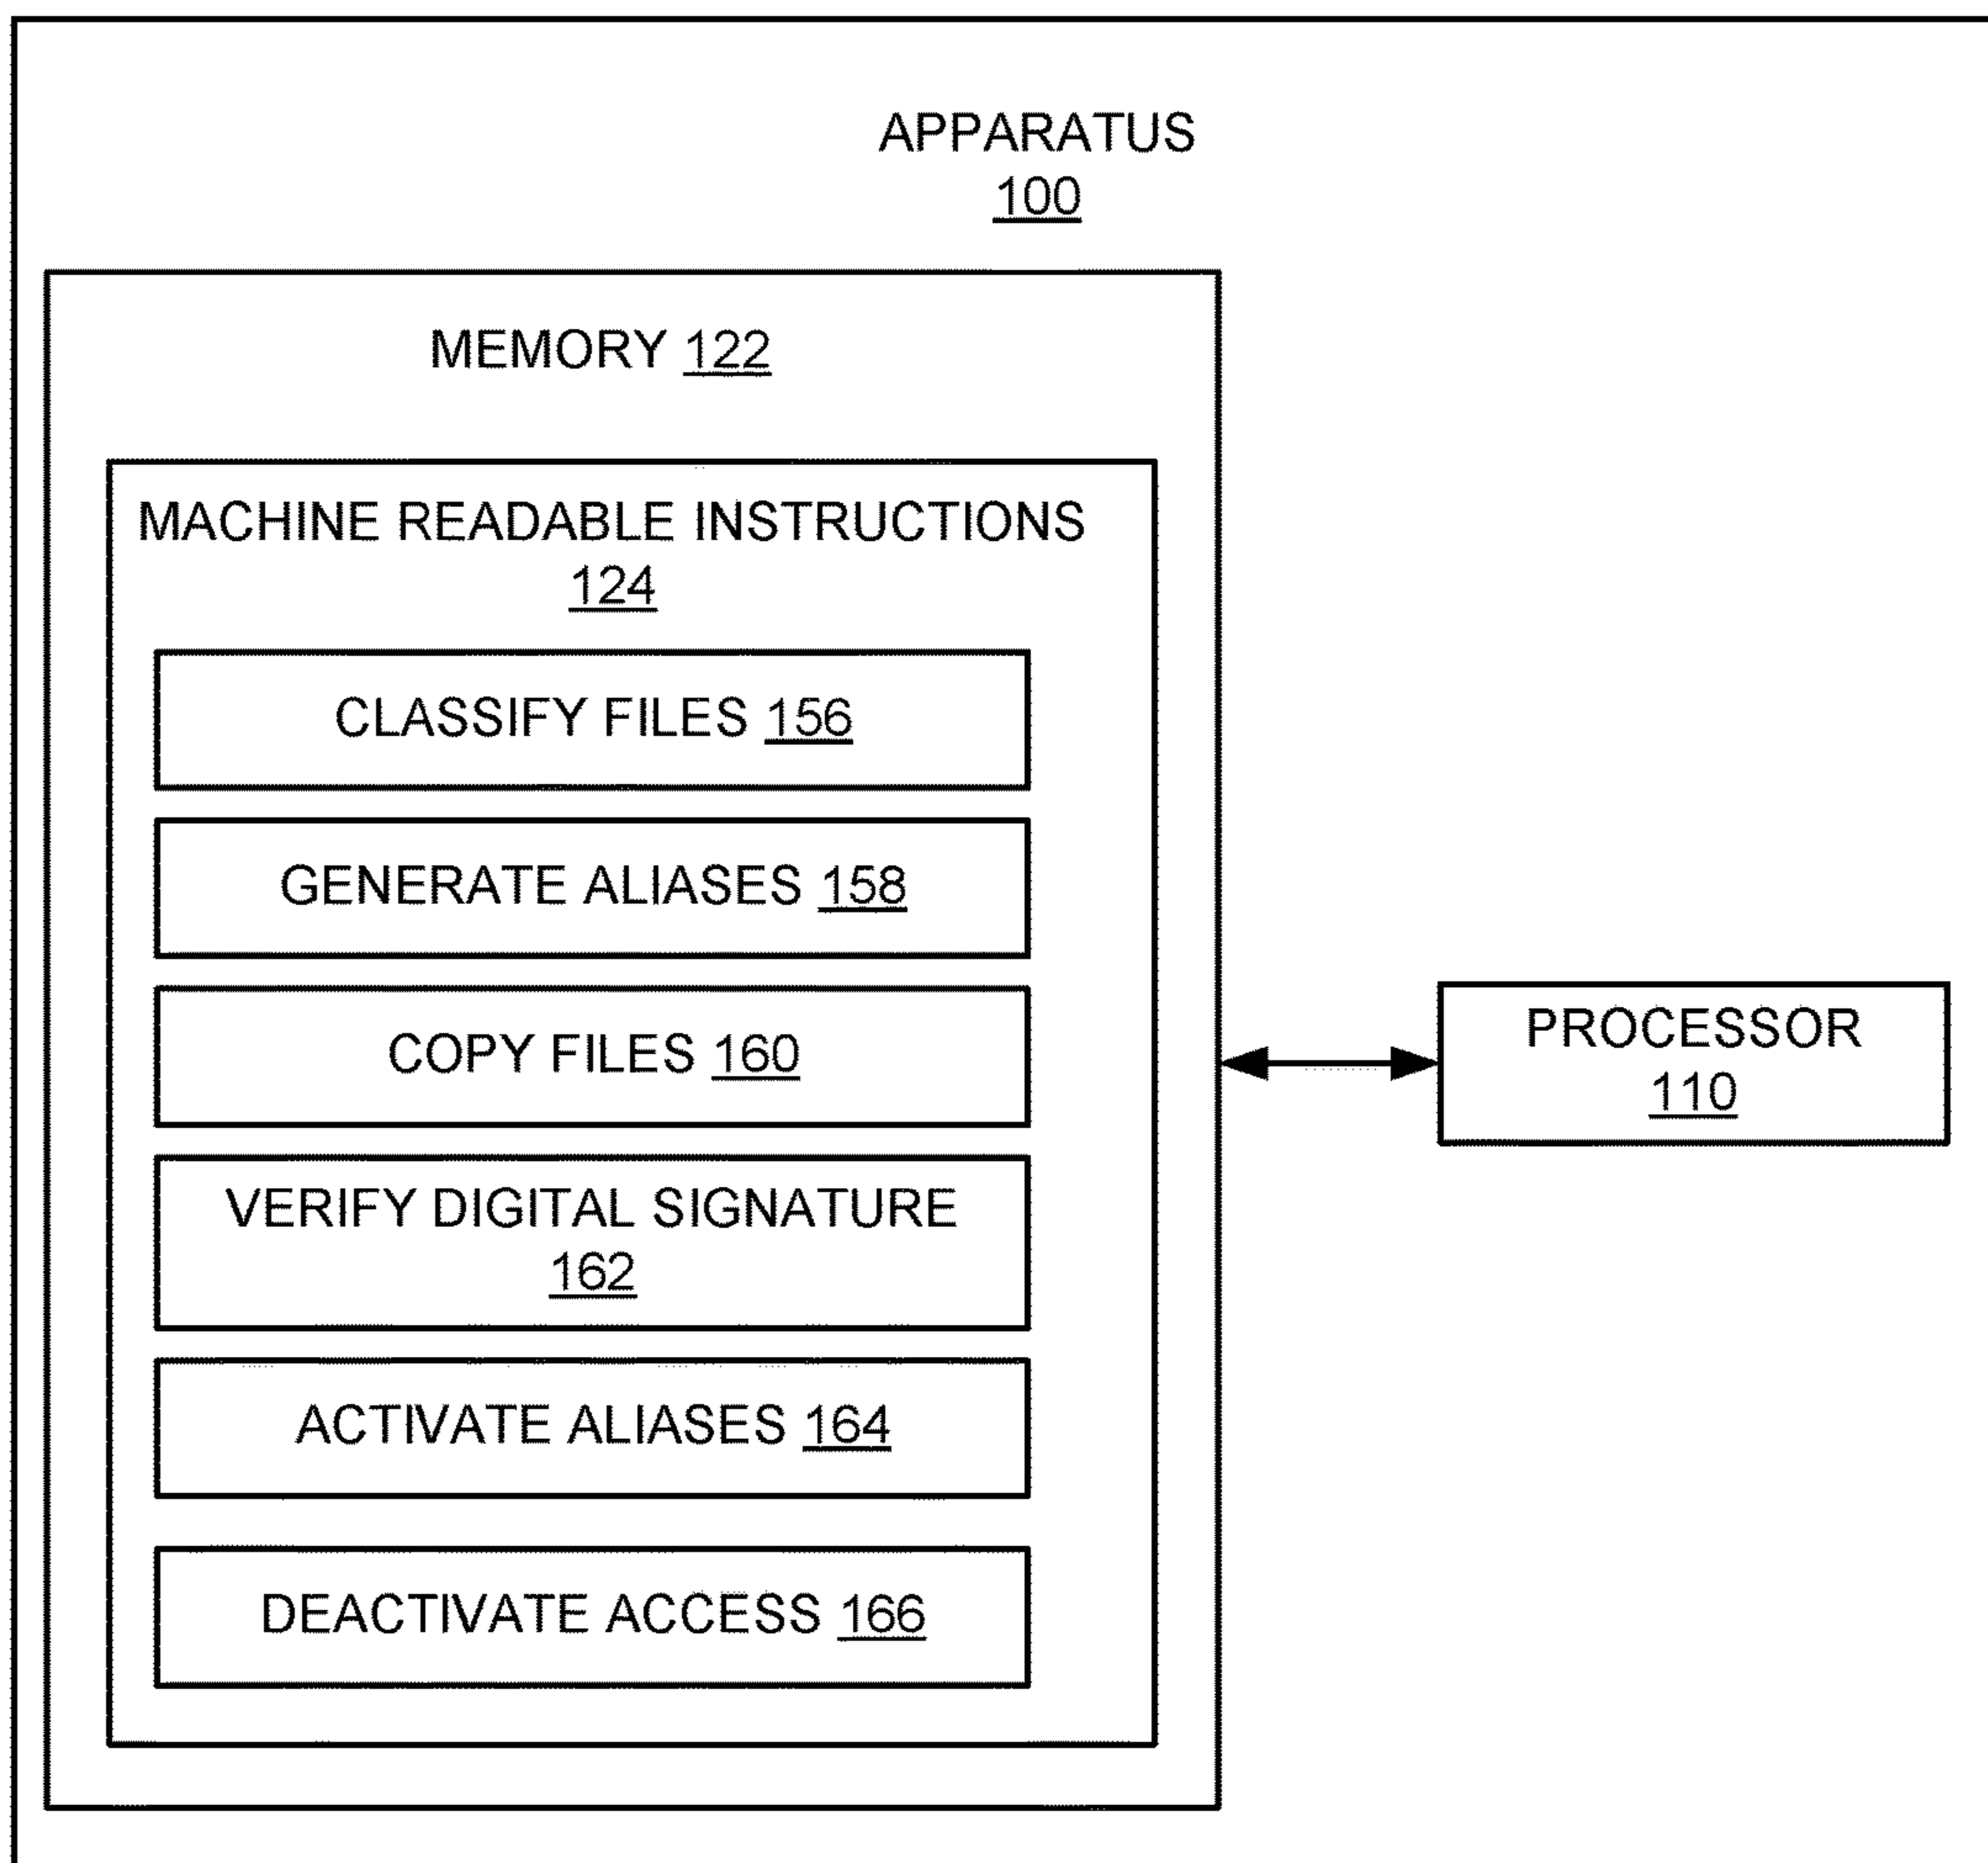 APPARATUS
100
MEMORY 122
MACHINE READABLE INSTRUCTIONS
124
CLASSIFY FILES 156
GENERATE ALIASES 158
COPY FILES 160
VERIFY DIGITAL SIGNATURE
162
ACTIVATE ALIASES 164
DEACTIVATE ACCESS 166
PROCESSOR
110